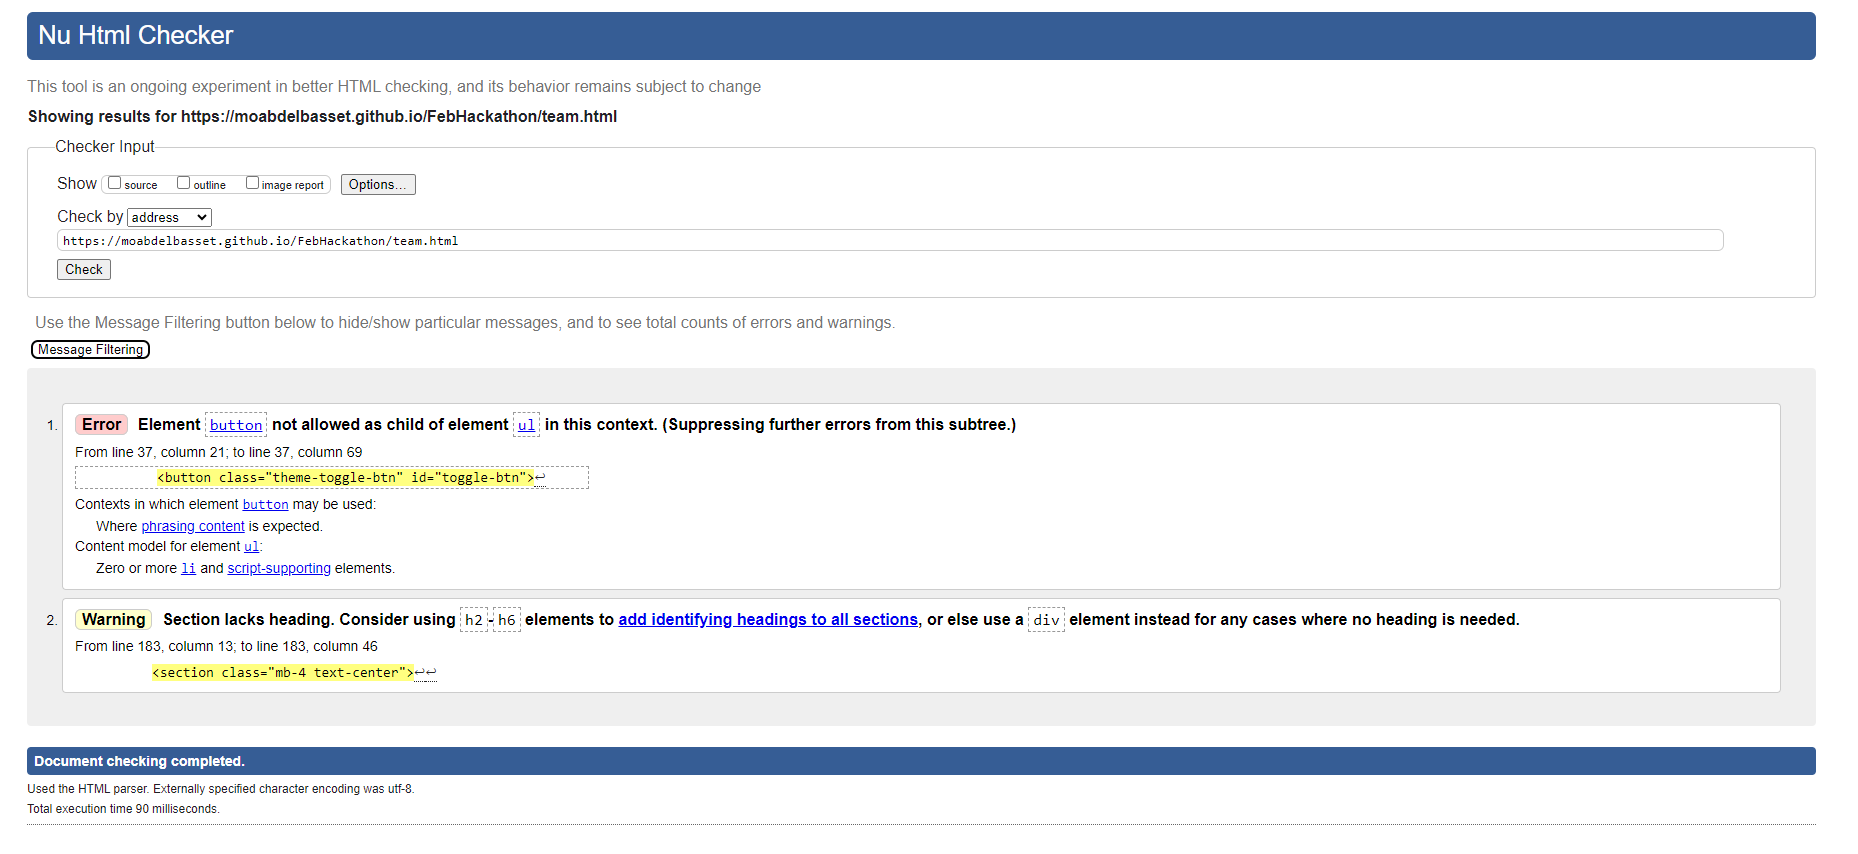 Nu Html Checker
This tool is an ongoing experiment in better HTML checking, and its behavior remains subject to change
Showing results for https://moabdelbasset.github.io/FebHackathon/team.html
Checker Input
Show source outline image report Options...
Check by address
https://moabdelbasset.github.io/FebHackathon/team.html
Check
Use the Message Filtering button below to hide/show particular messages, and to see total counts of errors and warnings.
Message Filtering
1. Error Element button not allowed as child of element ul in this context. (Suppressing further errors from this subtree.)
From line 37, column 21; to line 37, column 69
<button class="theme-toggle-btn" id="toggle-btn">↩
Contexts in which element button may be used:
Where phrasing content is expected.
Content model for element ul:
Zero or more li and script-supporting elements.
2. Warning Section lacks heading. Consider using h2-h6 elements to add identifying headings to all sections, or else use a div element instead for any cases where no heading is needed.
From line 183, column 13; to line 183, column 46
<section class="mb-4 text-center">↩↩
Document checking completed.
Used the HTML parser. Externally specified character encoding was utf-8.
Total execution time 90 milliseconds.